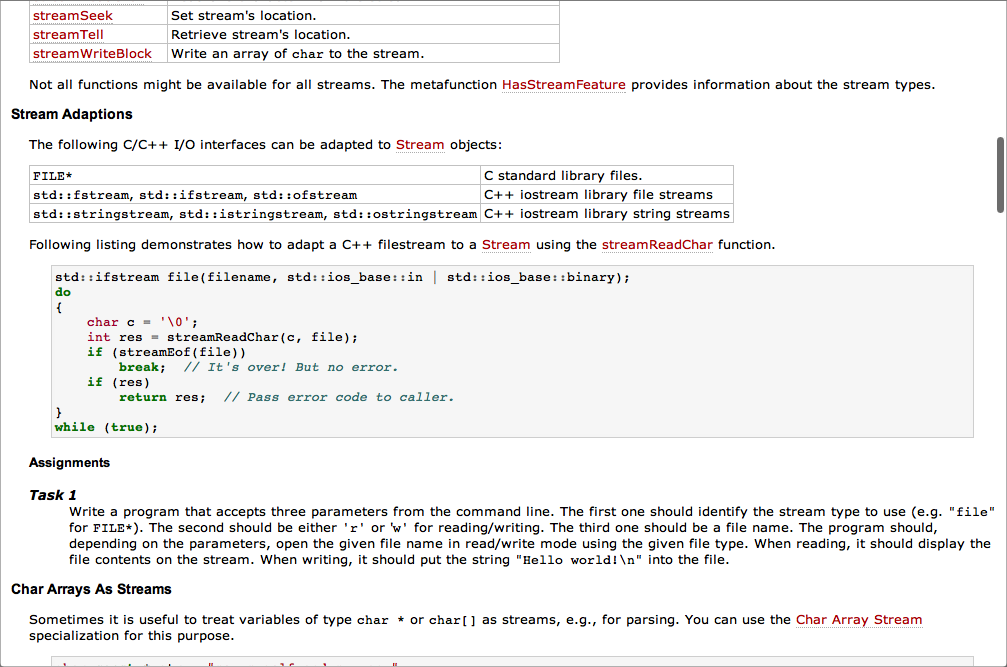 streamSeek Set stream's location.
streamTell Retrieve stream's location.
streamWriteBlock Write an array of char to the stream.
Not all functions might be available for all streams. The metafunction HasStreamFeature provides information about the stream types.
Stream Adaptions
The following C/C++ I/O interfaces can be adapted to Stream objects:
FILE* C standard library files.
std::fstream, std::ifstream, std::ofstream C++ iostream library file streams
std::stringstream, std::istringstream, std::ostringstream C++ iostream library string streams
Following listing demonstrates how to adapt a C++ filestream to a Stream using the streamReadChar function.
std::ifstream file(filename, std::ios_base::in | std::ios_base::binary);
do
{
    char c = '\0';
    int res = streamReadChar(c, file);
    if (streamEof(file))
        break;  // It's over! But no error.
    if (res)
        return res;  // Pass error code to caller.
}
while (true);
Assignments
Task 1
Write a program that accepts three parameters from the command line. The first one should identify the stream type to use (e.g. "file"
for FILE*). The second should be either 'r' or 'w' for reading/writing. The third one should be a file name. The program should,
depending on the parameters, open the given file name in read/write mode using the given file type. When reading, it should display the
file contents on the stream. When writing, it should put the string "Hello world!\n" into the file.
Char Arrays As Streams
Sometimes it is useful to treat variables of type char * or char[] as streams, e.g., for parsing. You can use the Char Array Stream
specialization for this purpose.